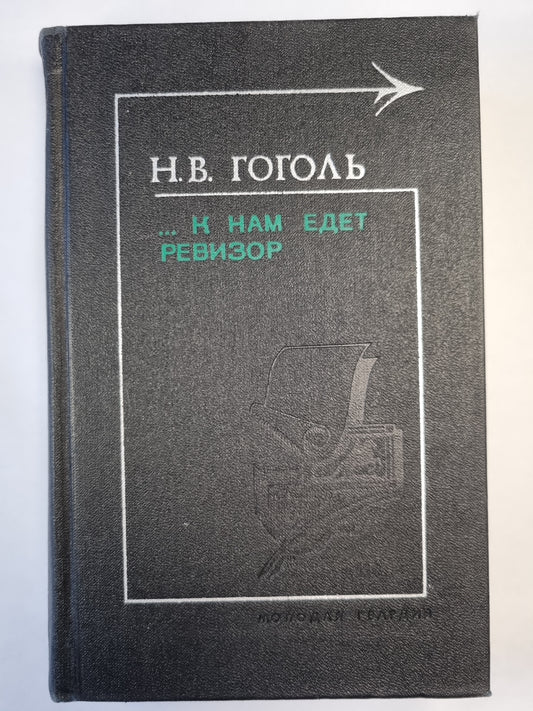 Н.В. ГОГОЛЬ
... К НАМ ЕДЕТ
РЕВИЗОР
МОЛОДАЯ ГВАРДИЯ